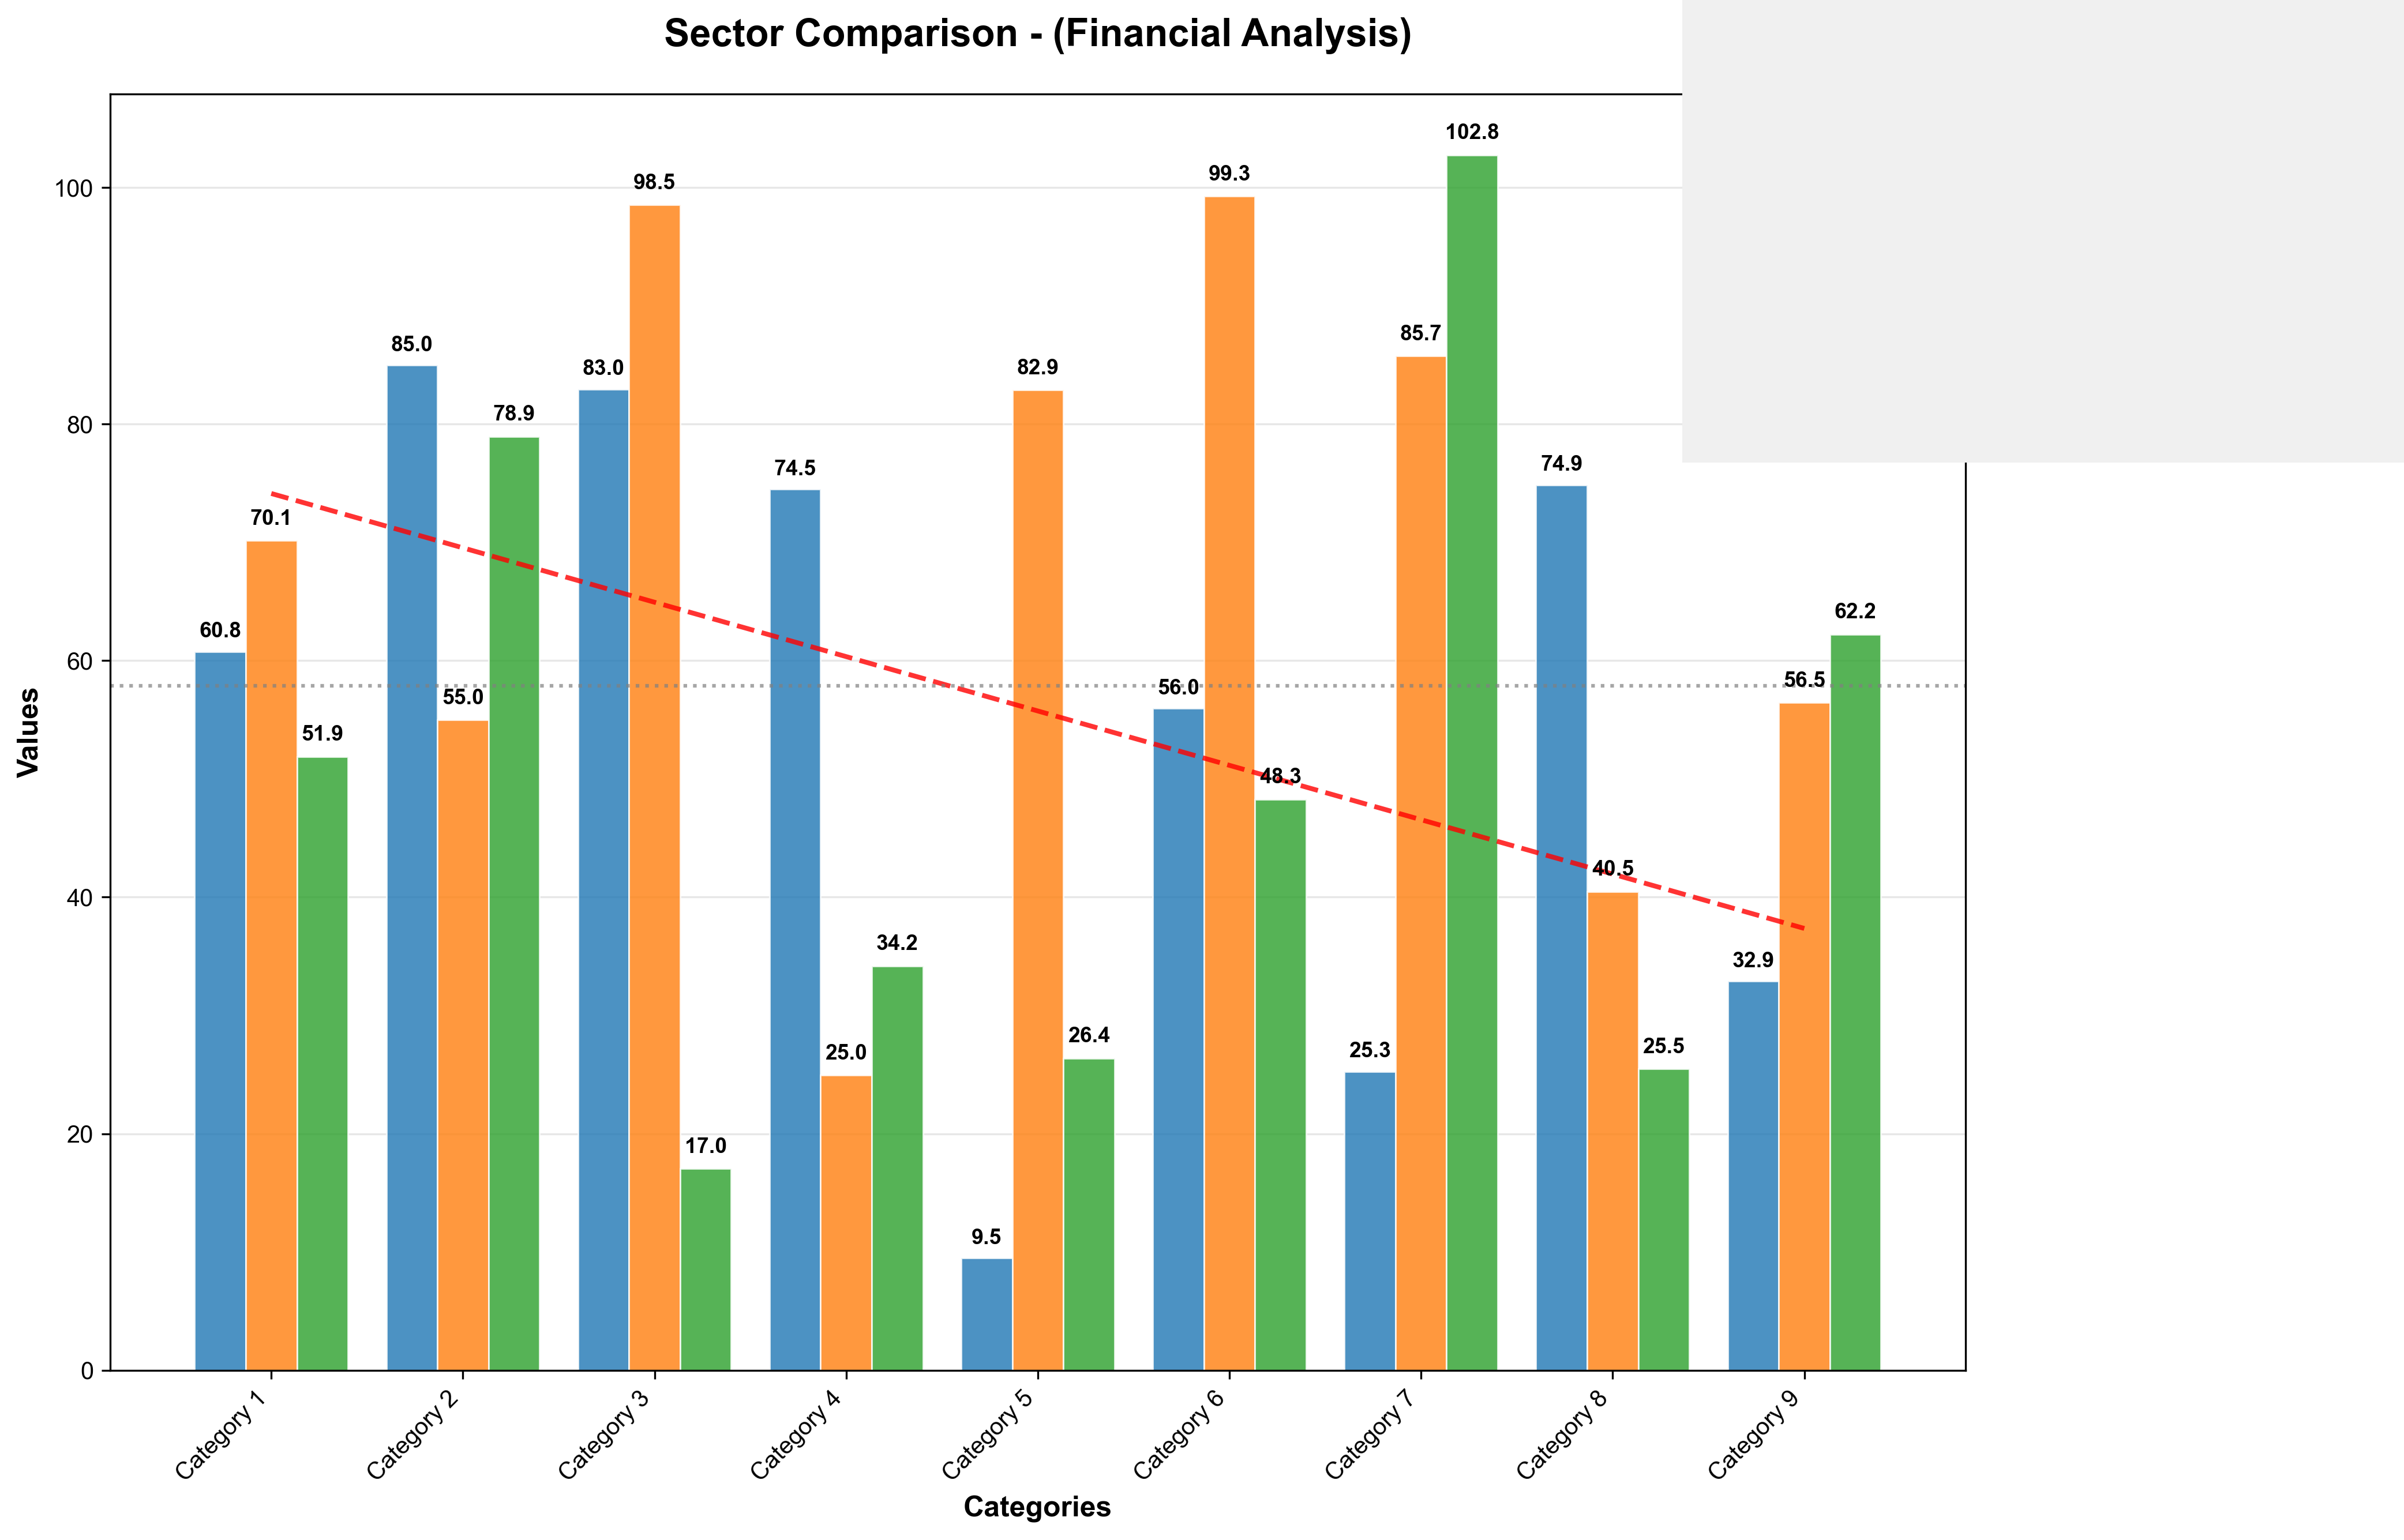 Sector Comparison - (Financial Analysis)
Values
100
80
60
40
20
0
60.8
70.1
51.9
85.0
55.0
78.9
83.0
98.5
17.0
74.5
25.0
34.2
9.5
82.9
26.4
56.0
99.3
48.3
25.3
85.7
102.8
74.9
40.5
25.5
32.9
56.5
62.2
Category 1
Category 2
Category 3
Category 4
Category 5
Category 6
Category 7
Category 8
Category 9
Categories